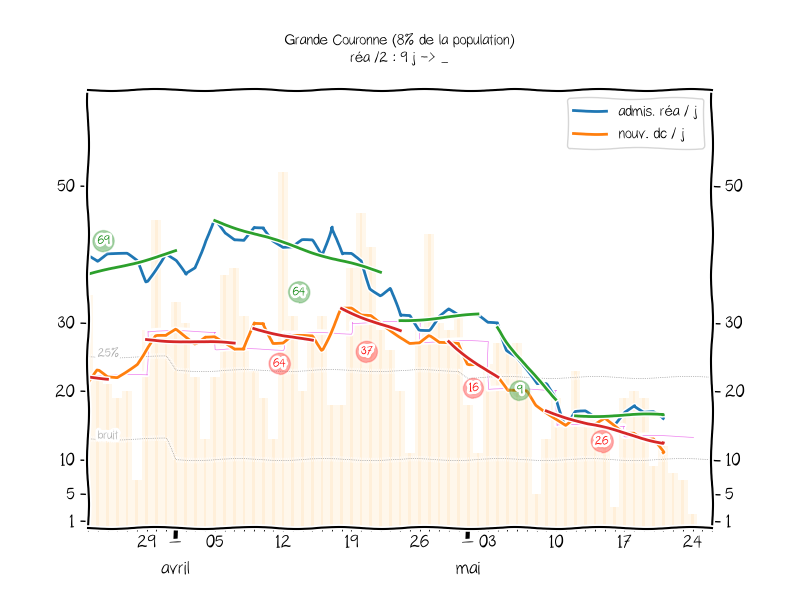 Grande Couronne (8% de la population)
réa /2 : 9 j -> _
admis. réa / j
nouv. dc / j
50 50
69
64
30 30
25%
37
64
16
9
20 20
bruit
26
10 10
5 5
1 1
29 05 12 19 26 03 10 17 24
avril mai